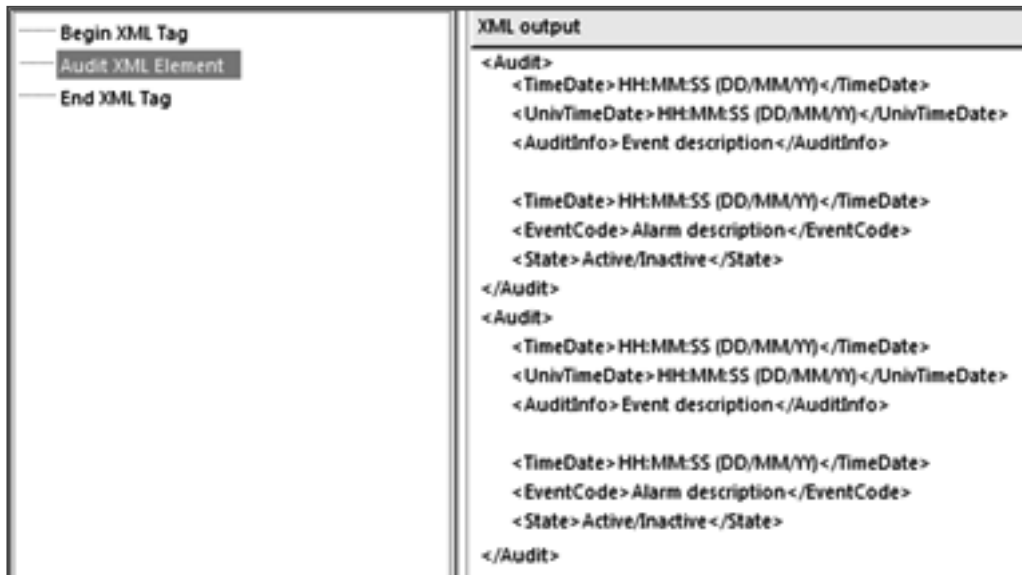 Begin XML Tag
Audit XML Element
End XML Tag
XML output
<Audit>
<TimeDate>HH:MM:SS (DD/MM/YY)</TimeDate>
<UnivTimeDate>HH:MM:SS (DD/MM/YY)</UnivTimeDate>
<AuditInfo>Event description</AuditInfo>
<TimeDate>HH:MM:SS (DD/MM/YY)</TimeDate>
<EventCode>Alarm description</EventCode>
<State>Active/Inactive</State>
</Audit>
<Audit>
<TimeDate>HH:MM:SS (DD/MM/YY)</TimeDate>
<UnivTimeDate>HH:MM:SS (DD/MM/YY)</UnivTimeDate>
<AuditInfo>Event description</AuditInfo>
<TimeDate>HH:MM:SS (DD/MM/YY)</TimeDate>
<EventCode>Alarm description</EventCode>
<State>Active/Inactive</State>
</Audit>